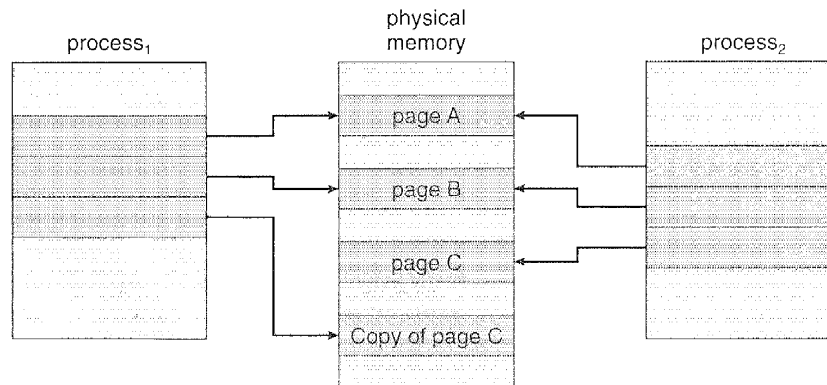 physical
memory
process₁
process₂
page A
page B
page C
Copy of page C